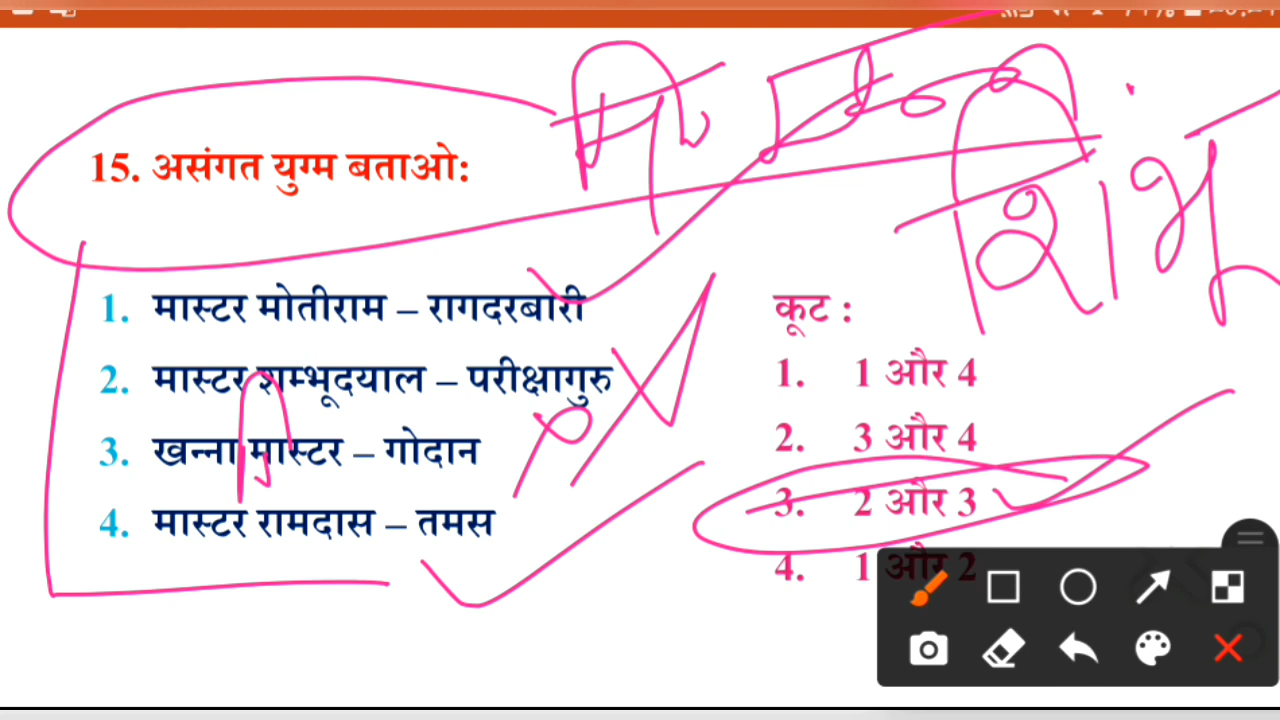 15. असंगत युग्म बताओ:
1. मास्टर मोतीराम – रागदरबारी
2. मास्टर शम्भूदयाल – परीक्षागुरु
3. खन्ना मास्टर – गोदान
4. मास्टर रामदास – तमस
कूट :
1. 1 और 4
2. 3 और 4
3. 2 और 3
4. 1 और 2